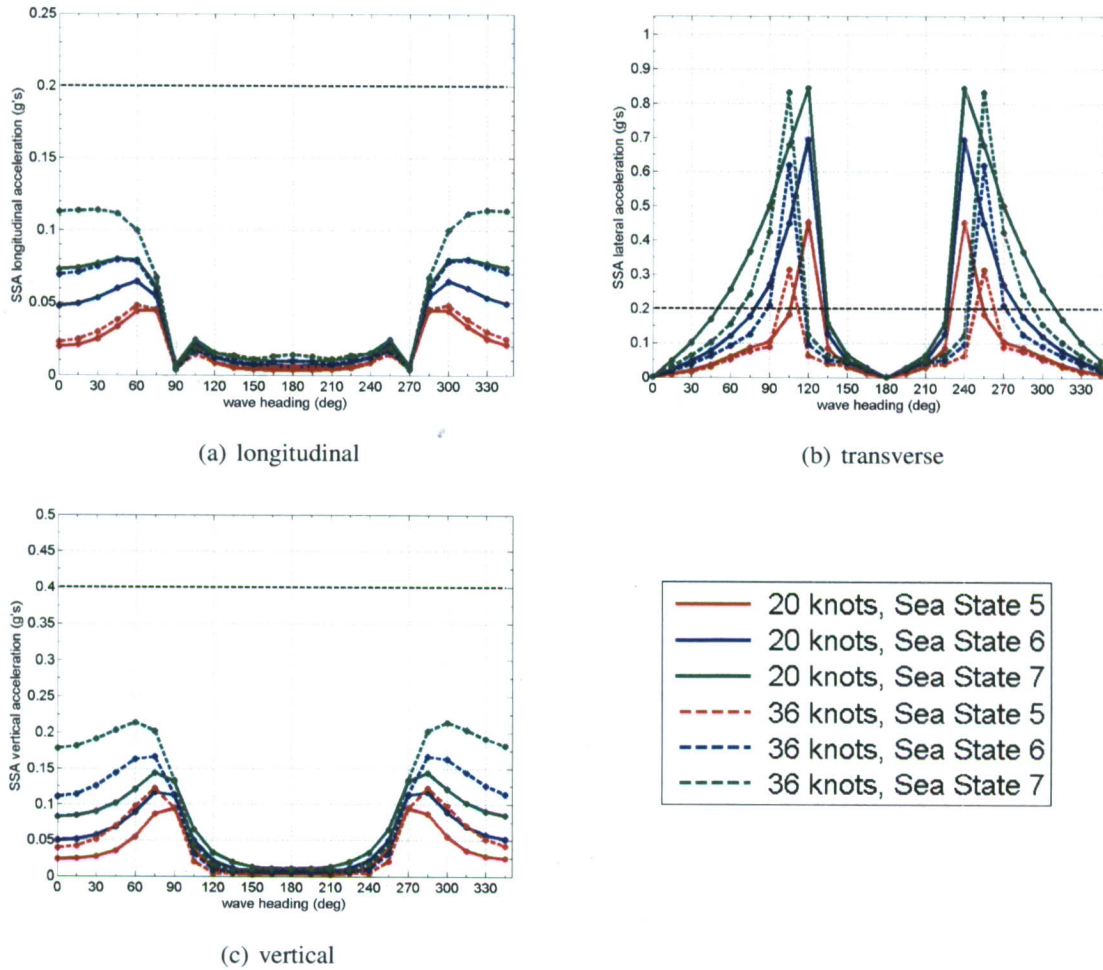 0.25
0.2
0.15
0.1
0.05
0
SSA longitudinal acceleration (g's)
0 30 60 90 120 150 180 210 240 270 300 330
wave heading (deg)
(a) longitudinal
1
0.9
0.8
0.7
0.6
0.5
0.4
0.3
0.2
0.1
0
SSA lateral acceleration (g's)
0 30 60 90 120 150 180 210 240 270 300 330
wave heading (deg)
(b) transverse
0.5
0.45
0.4
0.35
0.3
0.25
0.2
0.15
0.1
0.05
0
SSA vertical acceleration (g's)
0 30 60 90 120 150 180 210 240 270 300 330
wave heading (deg)
(c) vertical
20 knots, Sea State 5
20 knots, Sea State 6
20 knots, Sea State 7
36 knots, Sea State 5
36 knots, Sea State 6
36 knots, Sea State 7